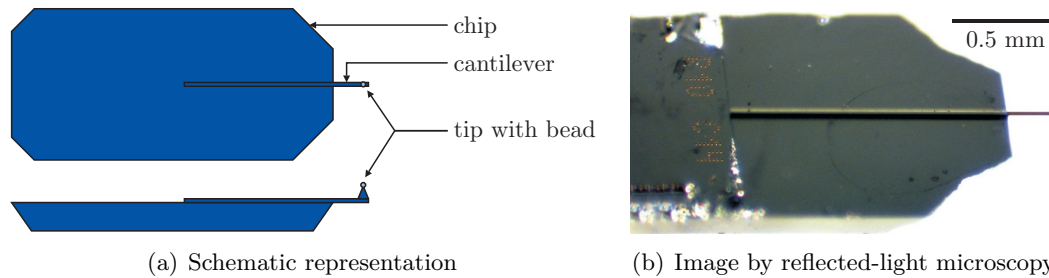 chip
cantilever
tip with bead
0.5 mm
(a) Schematic representation
(b) Image by reflected-light microscopy